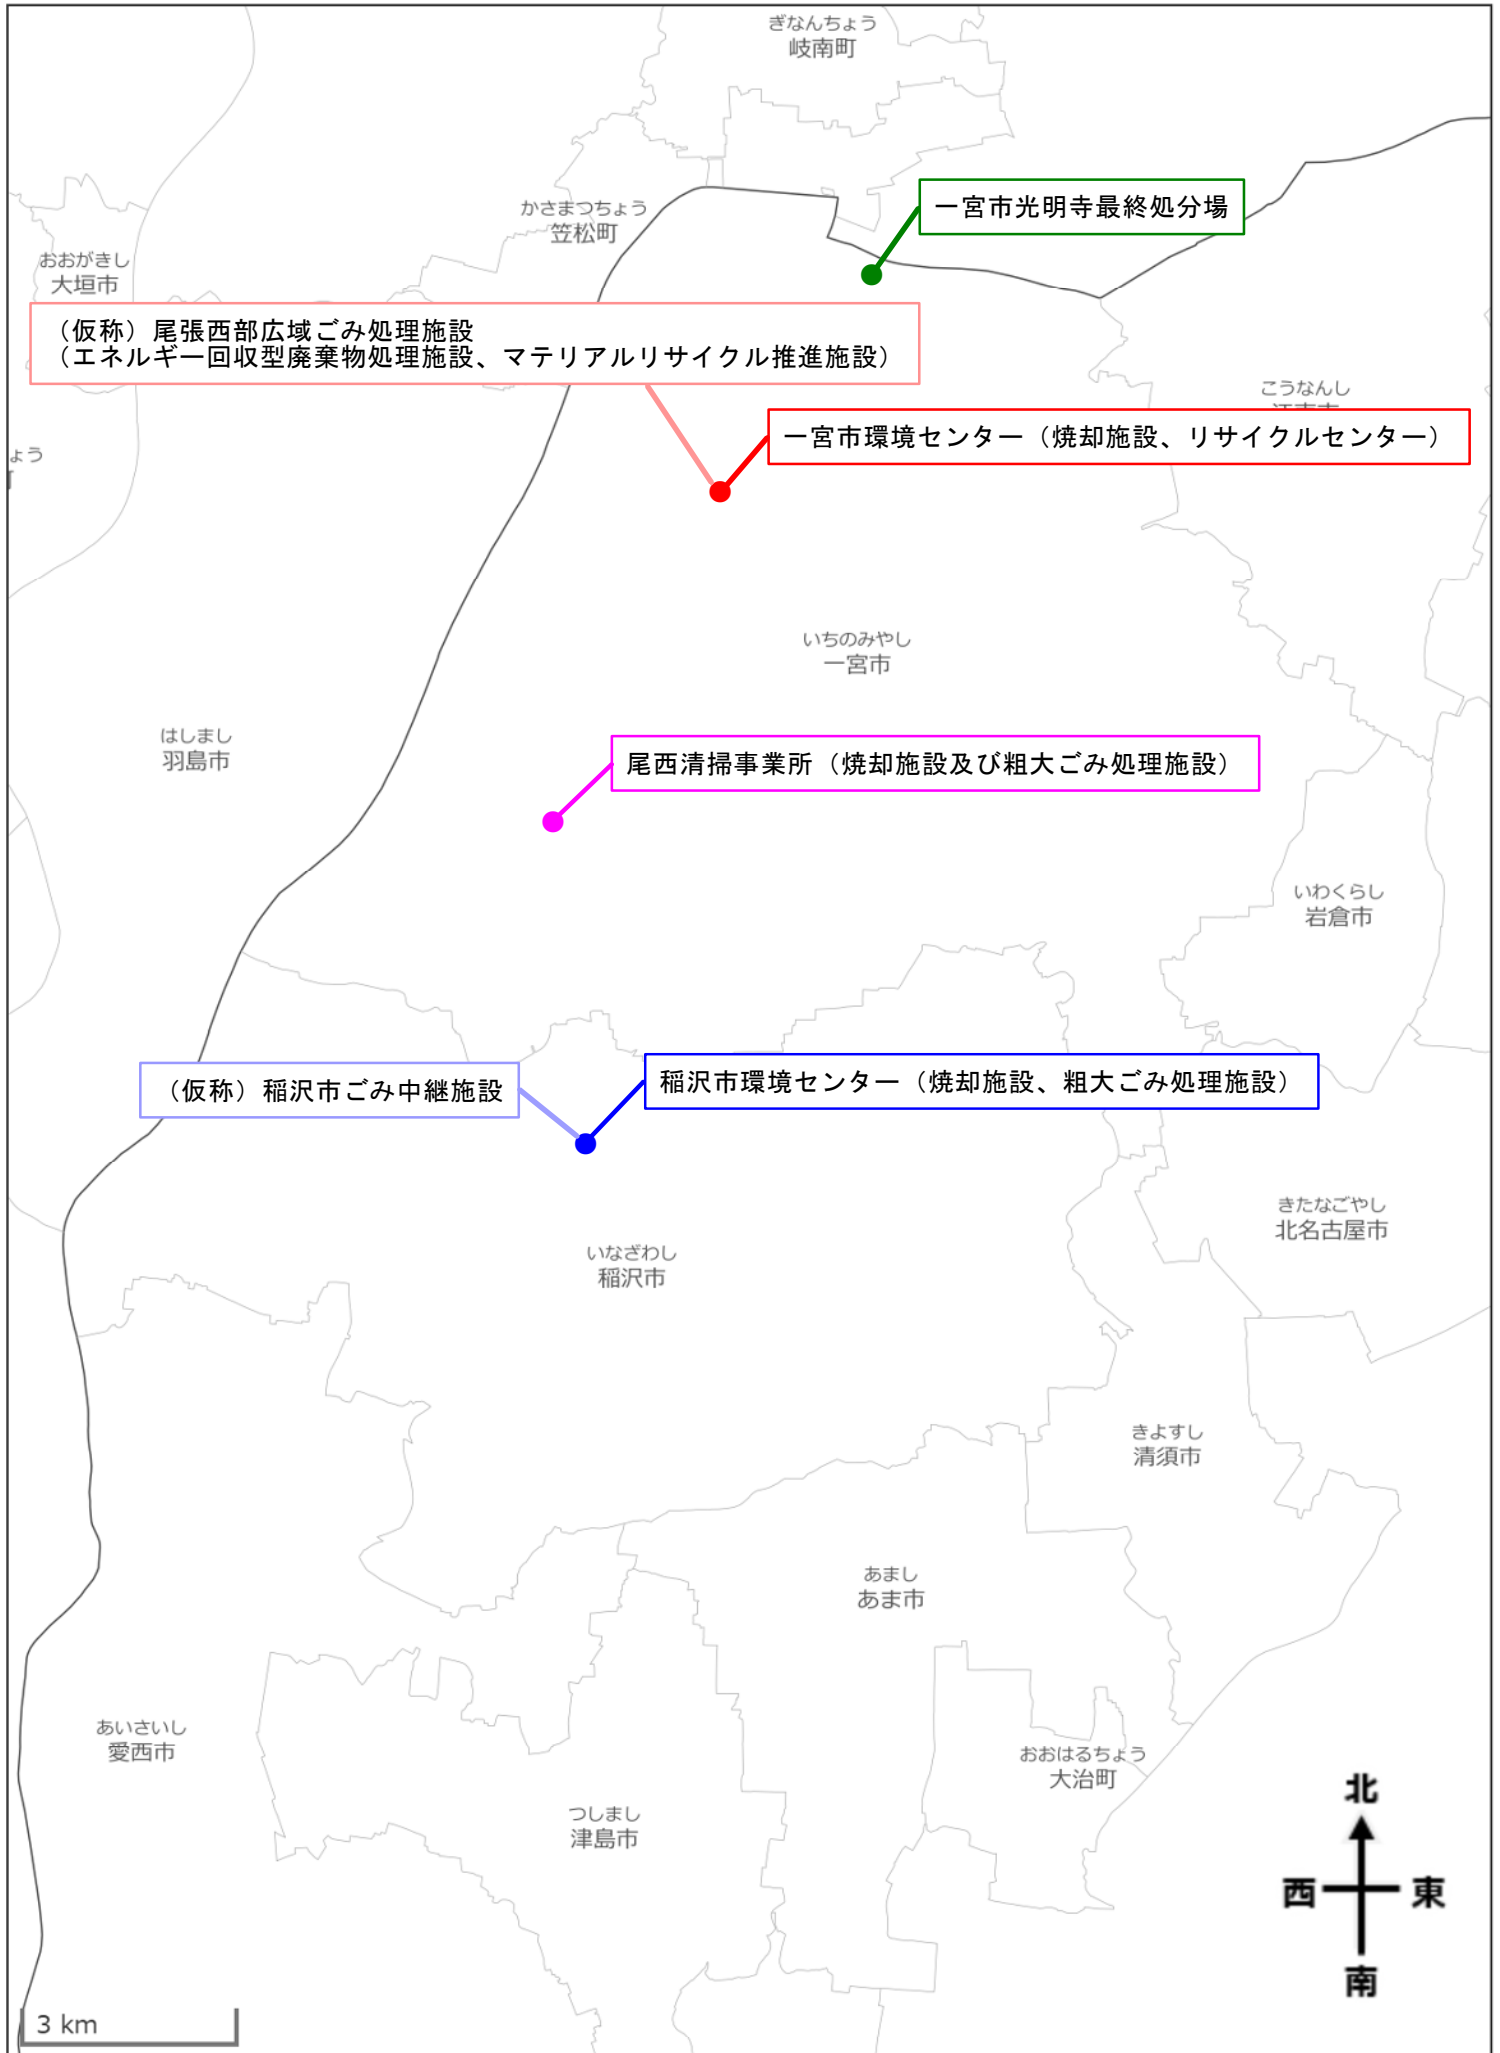 ぎなんちょう
岐南町
一宮市光明寺最終処分場
かさまつちょう
笠松町
おおがきし
大垣市
（仮称）尾張西部広域ごみ処理施設
（エネルギー回収型廃棄物処理施設、マテリアルリサイクル推進施設）
こうなんし
一宮市環境センター（焼却施設、リサイクルセンター）
ょう
いちのみやし
一宮市
はしまし
羽島市
尾西清掃事業所（焼却施設及び粗大ごみ処理施設）
いわくらし
岩倉市
（仮称）稲沢市ごみ中継施設
稲沢市環境センター（焼却施設、粗大ごみ処理施設）
きたなごやし
北名古屋市
いなざわし
稲沢市
きよすし
清須市
あまし
あま市
あいさいし
愛西市
おおはるちょう
大治町
つしまし
津島市
北
西
東
南
3 km